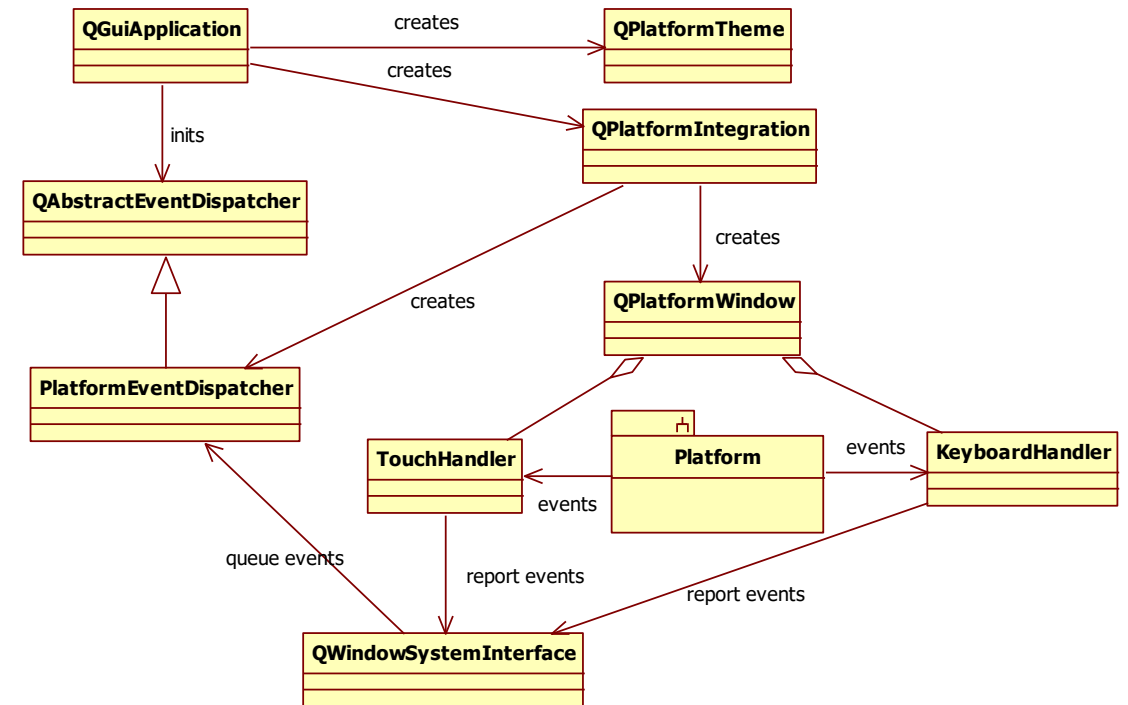 QGuiApplication
creates
QPlatformTheme
creates
QPlatformIntegration
inits
QAbstractEventDispatcher
creates
creates
QPlatformWindow
PlatformEventDispatcher
TouchHandler
Platform
events
KeyboardHandler
events
queue events
report events
report events
QWindowSystemInterface